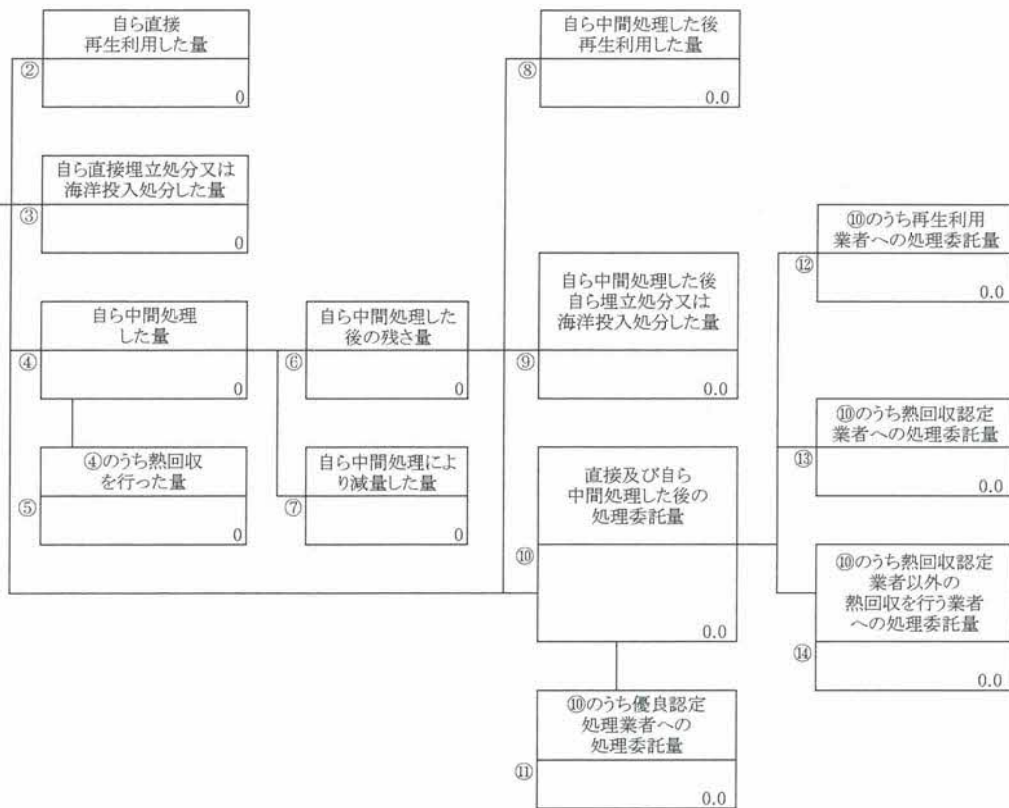 自ら直接
再生利用した量
②
0
自ら中間処理した後
再生利用した量
⑧
0.0
自ら直接埋立処分又は
海洋投入処分した量
③
0
⑩のうち再生利用
業者への処理委託量
⑫
0.0
自ら中間処理
した量
④
0
自ら中間処理した
後の残さ量
⑥
0
自ら中間処理した後
自ら埋立処分又は
海洋投入処分した量
⑨
0.0
⑩のうち熱回収認定
業者への処理委託量
⑬
0.0
④のうち熱回収
を行った量
⑤
0
自ら中間処理によ
り減量した量
⑦
0
直接及び自ら
中間処理した後の
処理委託量
⑩
0.0
⑩のうち熱回収認定
業者以外の
熱回収を行う業者
への処理委託量
⑭
0.0
⑩のうち優良認定
処理業者への
処理委託量
⑪
0.0